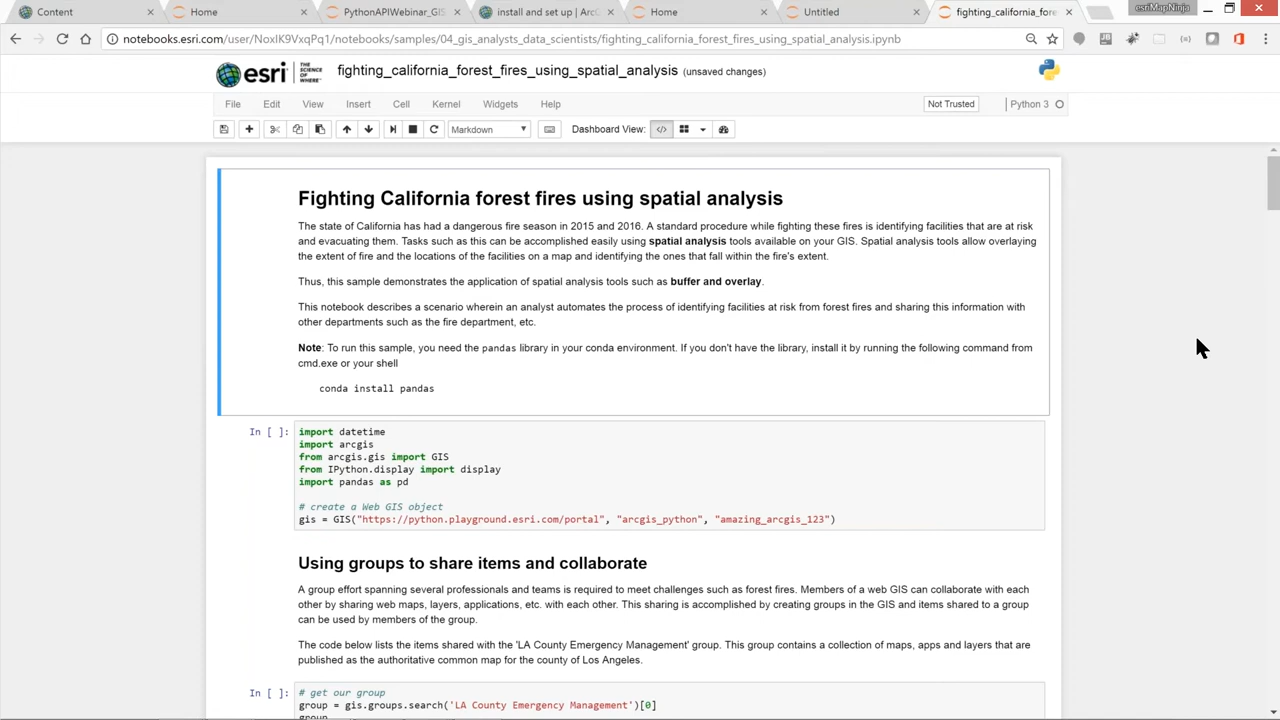 Content
Home
PythonAPIWebinar_GIS
install and set up | ArcG
Home
Untitled
fighting_california_fore
esriMapNinja
notebooks.esri.com/user/NoxIK9VxqPq1/notebooks/samples/04_gis_analysts_data_scientists/fighting_california_forest_fires_using_spatial_analysis.ipynb
esri THE SCIENCE OF WHERE fighting_california_forest_fires_using_spatial_analysis (unsaved changes)
File Edit View Insert Cell Kernel Widgets Help Not Trusted Python 3
Markdown Dashboard View:
Fighting California forest fires using spatial analysis
The state of California has had a dangerous fire season in 2015 and 2016. A standard procedure while fighting these fires is identifying facilities that are at risk
and evacuating them. Tasks such as this can be accomplished easily using spatial analysis tools available on your GIS. Spatial analysis tools allow overlaying
the extent of fire and the locations of the facilities on a map and identifying the ones that fall within the fire's extent.
Thus, this sample demonstrates the application of spatial analysis tools such as buffer and overlay.
This notebook describes a scenario wherein an analyst automates the process of identifying facilities at risk from forest fires and sharing this information with
other departments such as the fire department, etc.
Note: To run this sample, you need the pandas library in your conda environment. If you don't have the library, install it by running the following command from
cmd.exe or your shell
conda install pandas
In [ ]: import datetime
import arcgis
from arcgis.gis import GIS
from IPython.display import display
import pandas as pd
# create a Web GIS object
gis = GIS("https://python.playground.esri.com/portal", "arcgis_python", "amazing_arcgis_123")
Using groups to share items and collaborate
A group effort spanning several professionals and teams is required to meet challenges such as forest fires. Members of a web GIS can collaborate with each
other by sharing web maps, layers, applications, etc. with each other. This sharing is accomplished by creating groups in the GIS and items shared to a group
can be used by members of the group.
The code below lists the items shared with the 'LA County Emergency Management' group. This group contains a collection of maps, apps and layers that are
published as the authoritative common map for the county of Los Angeles.
In [ ]: # get our group
group = gis.groups.search('LA County Emergency Management')[0]
group